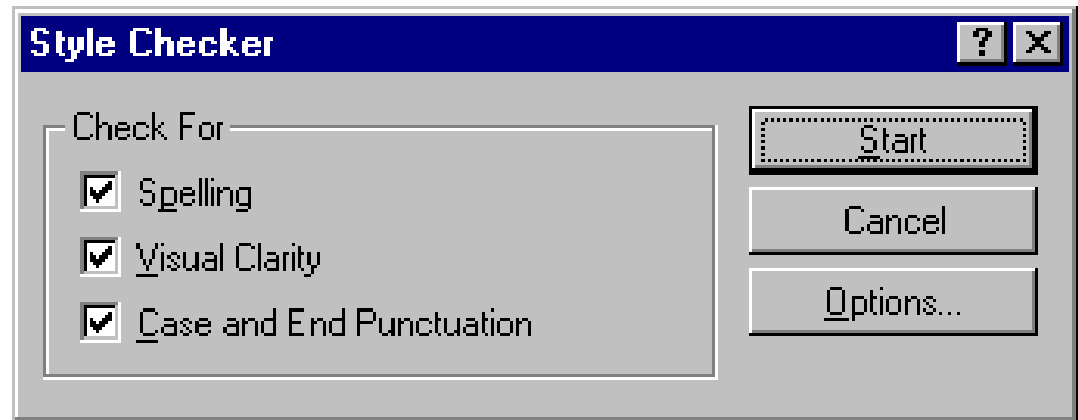 Style Checker
Check For
Spelling
Visual Clarity
Case and End Punctuation
Start
Cancel
Options...